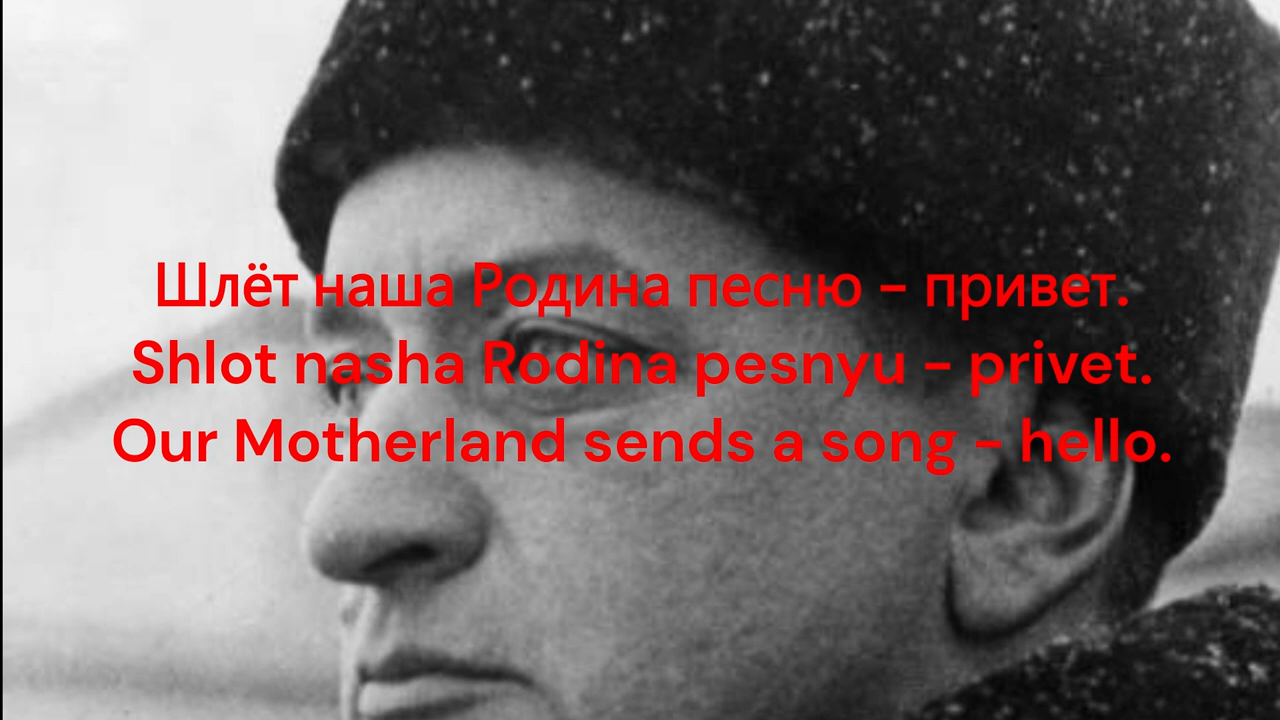 Шлёт наша Родина песню – привет.
Shlot nasha Rodina pesnyu – privet.
Our Motherland sends a song – hello.